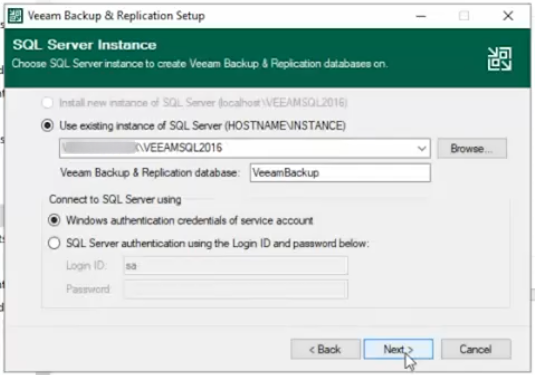 Veeam Backup & Replication Setup
SQL Server Instance
Choose SQL Server instance to create Veeam Backup & Replication databases on.
Install new instance of SQL Server (localhost\VEEAMSQL2016)
Use existing instance of SQL Server (HOSTNAME\INSTANCE)
\VEEAMSQL2016
Browse...
Veeam Backup & Replication database:
VeeamBackup
Connect to SQL Server using
Windows authentication credentials of service account
SQL Server authentication using the Login ID and password below:
Login ID:
sa
Password:
< Back
Next >
Cancel